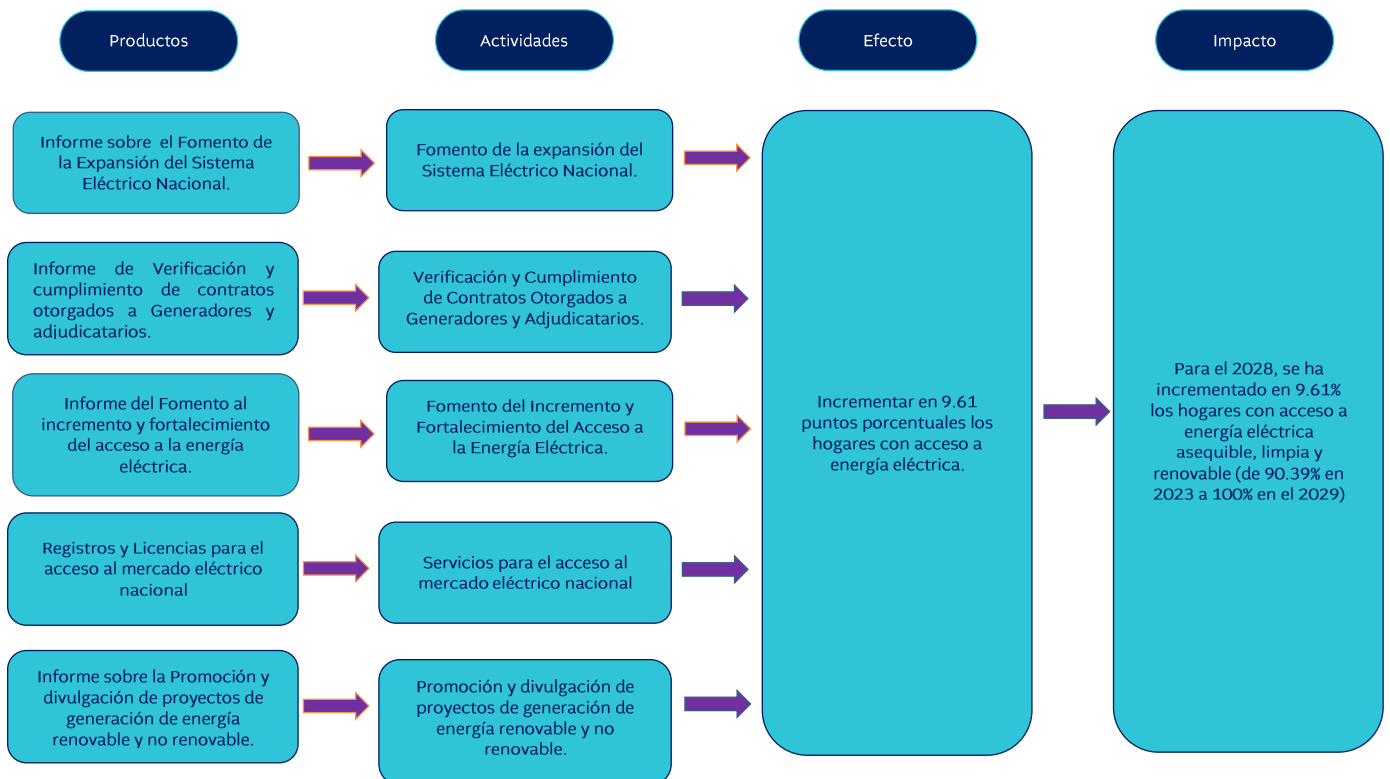 Productos
Actividades
Efecto
Impacto
Informe sobre el Fomento de
la Expansión del Sistema
Eléctrico Nacional.
Fomento de la expansión del
Sistema Eléctrico Nacional.
Informe de Verificación y
cumplimiento de contratos
otorgados a Generadores y
adjudicatarios.
Verificación y Cumplimiento
de Contratos Otorgados a
Generadores y Adjudicatarios.
Informe del Fomento al
incremento y fortalecimiento
del acceso a la energía
eléctrica.
Fomento del Incremento y
Fortalecimiento del Acceso a
la Energía Eléctrica.
Registros y Licencias para el
acceso al mercado eléctrico
nacional
Servicios para el acceso al
mercado eléctrico nacional
Informe sobre la Promoción y
divulgación de proyectos de
generación de energía
renovable y no renovable.
Promoción y divulgación de
proyectos de generación de
energía renovable y no
renovable.
Incrementar en 9.61
puntos porcentuales los
hogares con acceso a
energía eléctrica.
Para el 2028, se ha
incrementado en 9.61%
los hogares con acceso a
energía eléctrica
asequible, limpia y
renovable (de 90.39% en
2023 a 100% en el 2029)